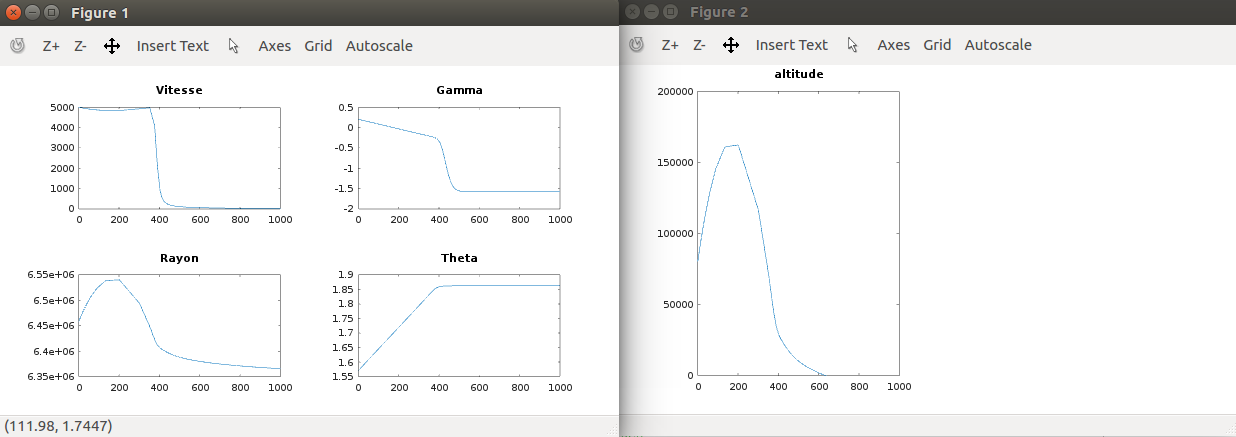 Figure 1
Z+ Z- Insert Text Axes Grid Autoscale
Vitesse
5000
4000
3000
2000
1000
0
0 200 400 600 800 1000
Gamma
0.5
0
-0.5
-1
-1.5
-2
0 200 400 600 800 1000
Rayon
6.55e+06
6.5e+06
6.45e+06
6.4e+06
6.35e+06
0 200 400 600 800 1000
Theta
1.9
1.85
1.8
1.75
1.7
1.65
1.6
1.55
0 200 400 600 800 1000
(111.98, 1.7447)
Figure 2
Z+ Z- Insert Text Axes Grid Autoscale
altitude
200000
150000
100000
50000
0
0 200 400 600 800 1000